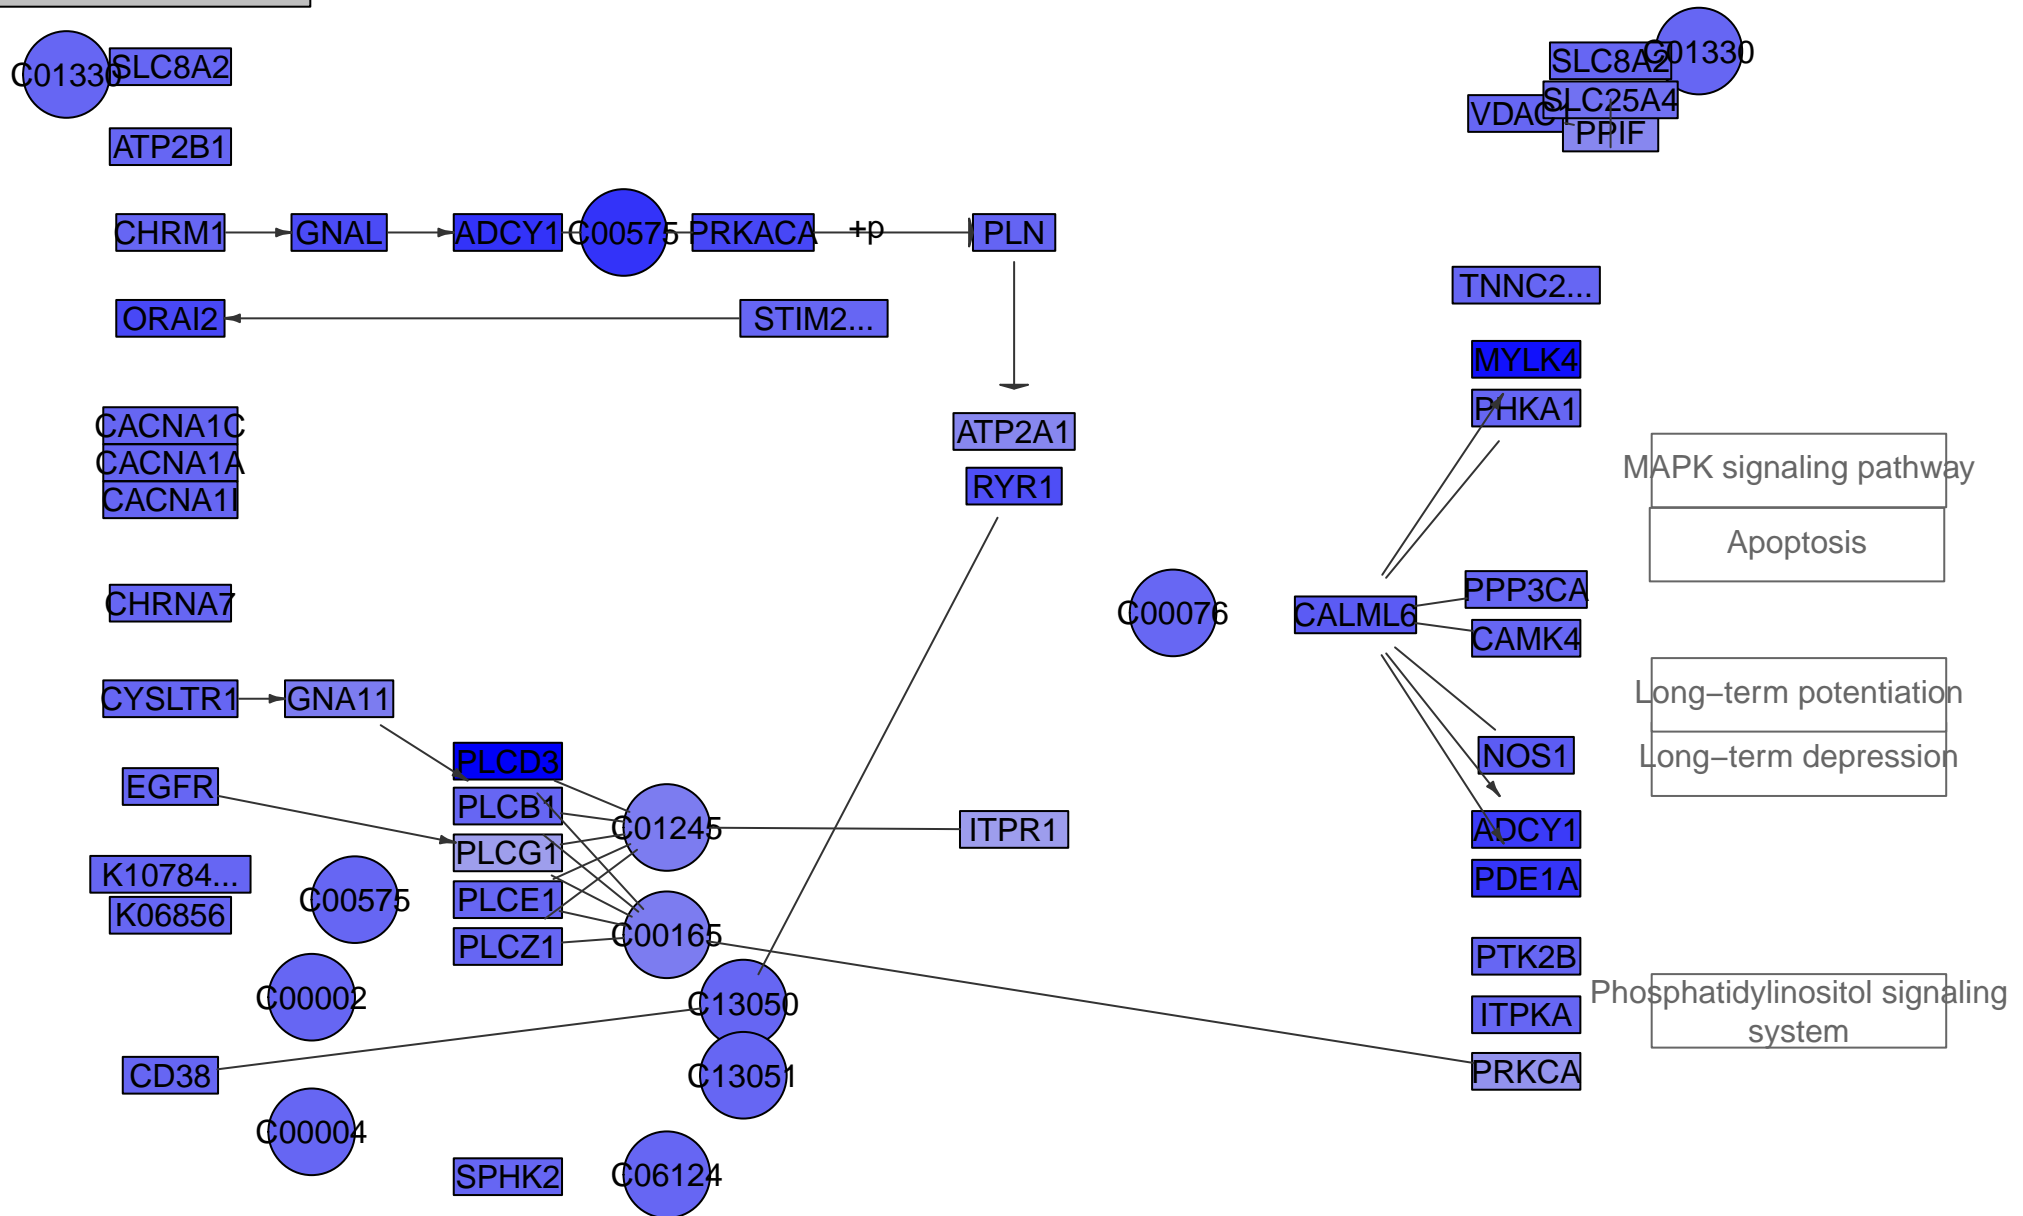 C01330
SLC8A2
ATP2B1
CHRM1
GNAL
ADCY1
C00575
PRKACA
+p
PLN
ORAI2
STIM2...
CACNA1C
CACNA1A
CACNA1I
ATP2A1
RYR1
CHRNA7
CYSLTR1
GNA11
PLCD3
EGFR
PLCB1
C01245
ITPR1
PLCG1
K10784...
C00575
PLCE1
K06856
PLCZ1
C00165
C00002
C13050
CD38
C13051
C00004
SPHK2
C06124
C01330
SLC8A2
SLC25A4
VDAC1
PPIF
TNNC2...
MYLK4
PHKA1
MAPK signaling pathway
Apoptosis
C00076
CALML6
PPP3CA
CAMK4
Long−term potentiation
NOS1
Long−term depression
ADCY1
PDE1A
PTK2B
ITPKA
Phosphatidylinositol signaling
system
PRKCA